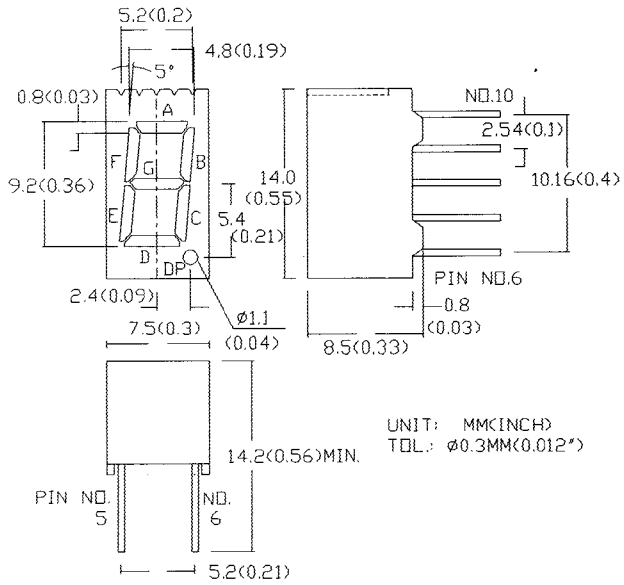 5.2(0.2)
4.8(0.19)
5°
0.8(0.03)
A
F
G
B
9.2(0.36)
E
C
D
DP
5.4
(0.21)
2.4(0.09)
Ø1.1
(0.04)
7.5(0.3)
14.0
(0.55)
NO.10
2.54(0.1)
10.16(0.4)
PIN NO.6
0.8
(0.03)
8.5(0.33)
14.2(0.56)MIN.
PIN NO.
5
NO.
6
5.2(0.21)
UNIT: MM(INCH)
TOL.: Ø0.3MM(0.012")